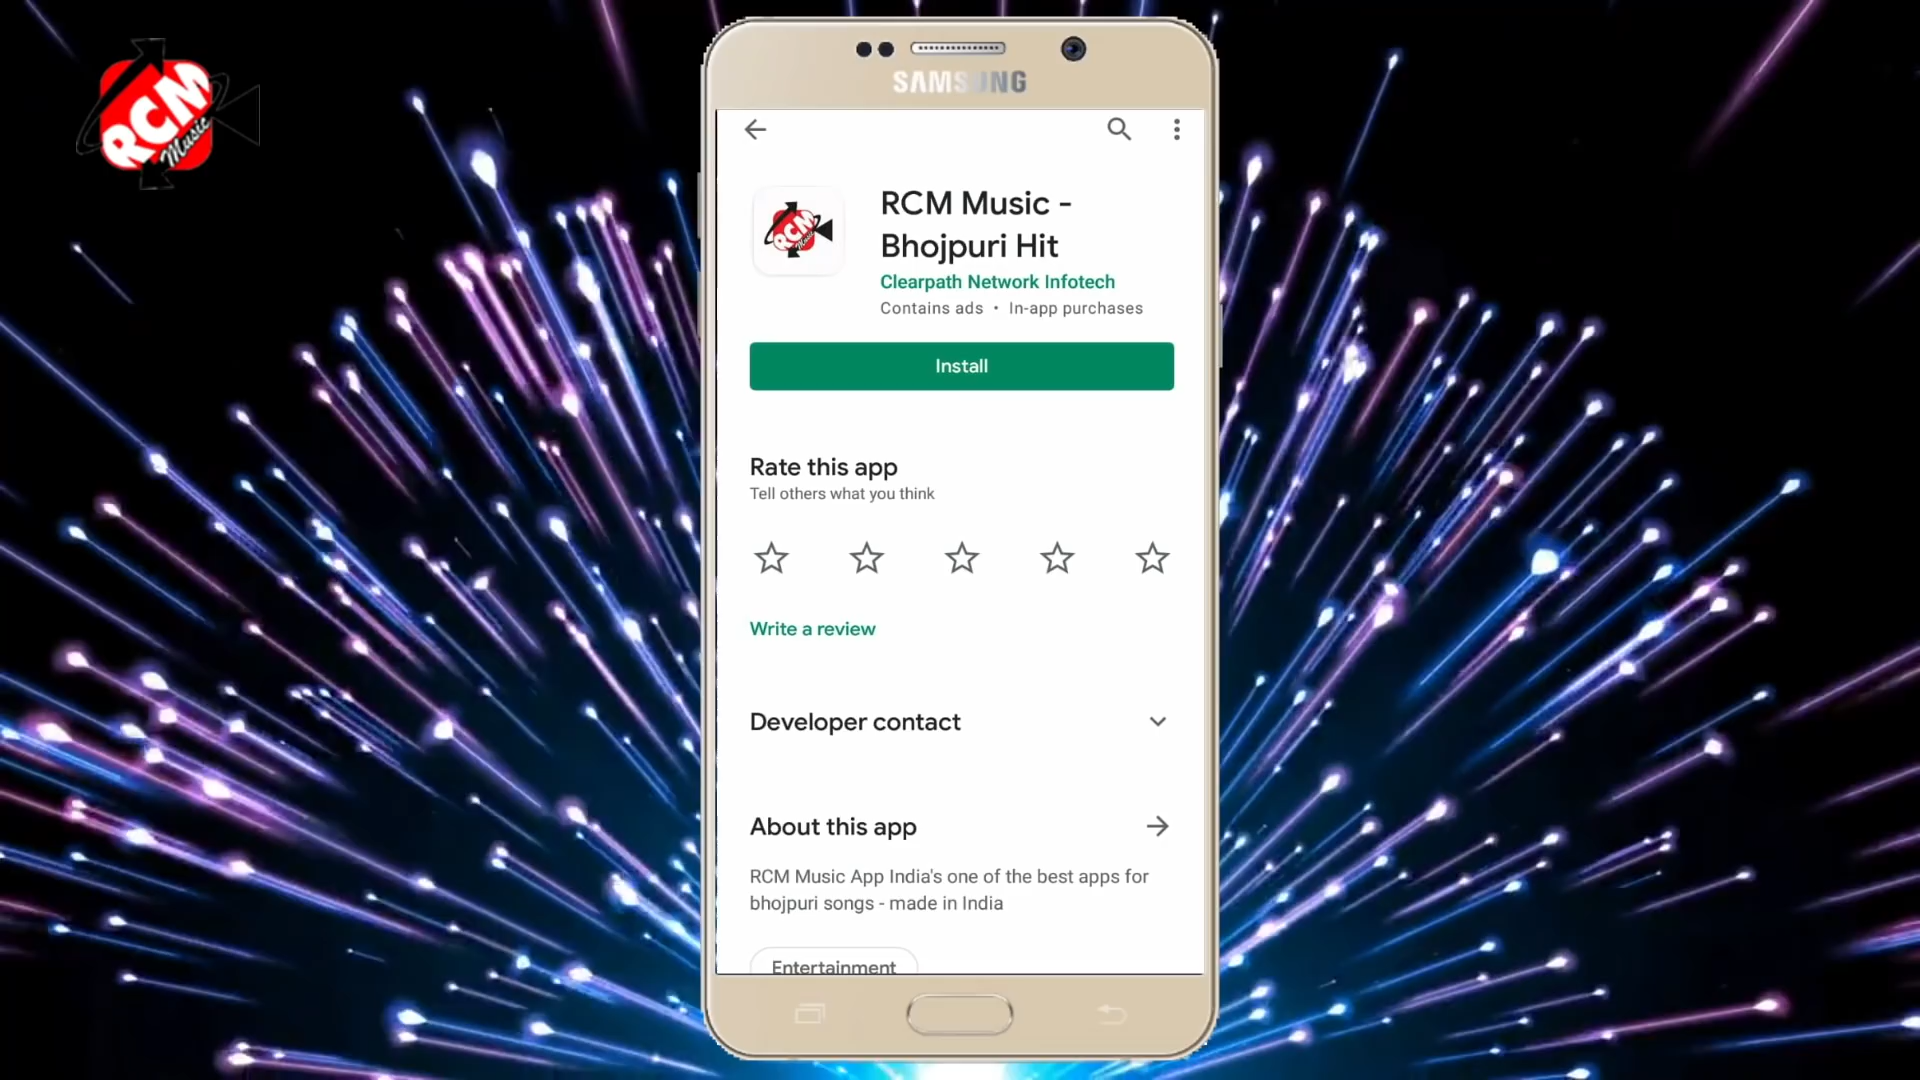 RCM
Music
SAMSUNG
RCM
Music
RCM Music -
Bhojpuri Hit
Clearpath Network Infotech
Contains ads • In-app purchases
Install
Rate this app
Tell others what you think
Write a review
Developer contact
About this app
RCM Music App India's one of the best apps for
bhojpuri songs - made in India
Entertainment